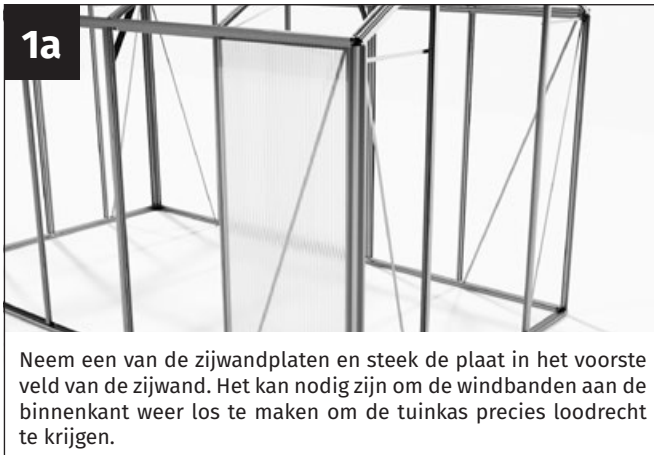 1a
Neem een van de zijwandplaten en steek de plaat in het voorste
veld van de zijwand. Het kan nodig zijn om de windbanden aan de
binnenkant weer los te maken om de tuinkas precies loodrecht
te krijgen.